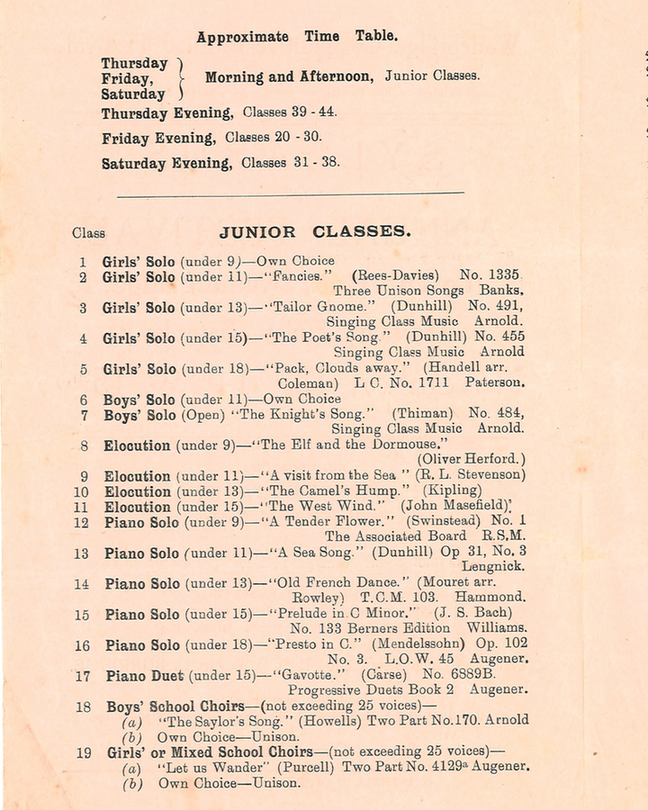 Approximate Time Table.
Thursday
Friday, } Morning and Afternoon, Junior Classes.
Saturday
Thursday Evening, Classes 39 - 44.
Friday Evening, Classes 20 - 30.
Saturday Evening, Classes 31 - 38.
Class JUNIOR CLASSES.
1 Girls' Solo (under 9)—Own Choice
2 Girls' Solo (under 11)—"Fancies." (Rees-Davies) No. 1335
Three Unison Songs Banks.
3 Girls' Solo (under 13)—"Tailor Gnome." (Dunhill) No. 491,
Singing Class Music Arnold.
4 Girls' Solo (under 15)—"The Poet's Song." (Dunhill) No. 455
Singing Class Music Arnold
5 Girls' Solo (under 18)—"Pack, Clouds away." (Handell arr.
Coleman) L C. No. 1711 Paterson.
6 Boys' Solo (under 11)—Own Choice
7 Boys' Solo (Open) "The Knight's Song." (Thiman) No. 484,
Singing Class Music Arnold.
8 Elocution (under 9)—"The Elf and the Dormouse."
(Oliver Herford.)
9 Elocution (under 11)—"A visit from the Sea " (R. L. Stevenson)
10 Elocution (under 13)—"The Camel's Hump." (Kipling)
11 Elocution (under 15)—"The West Wind." (John Masefield)
12 Piano Solo (under 9)—"A Tender Flower." (Swinstead) No. 1
The Associated Board R.S.M.
13 Piano Solo (under 11)—"A Sea Song." (Dunhill) Op 31, No. 3
Lengnick.
14 Piano Solo (under 13)—"Old French Dance." (Mouret arr.
Rowley) T.C.M. 103. Hammond.
15 Piano Solo (under 15)—"Prelude in C Minor." (J. S. Bach)
No. 133 Berners Edition Williams.
16 Piano Solo (under 18)—"Presto in C." (Mendelssohn) Op. 102
No. 3. L.O.W. 45 Augener.
17 Piano Duet (under 15)—"Gavotte." (Carse) No. 6889B.
Progressive Duets Book 2 Augener.
18 Boys' School Choirs—(not exceeding 25 voices)—
(a) "The Saylor's Song." (Howells) Two Part No.170. Arnold
(b) Own Choice—Unison.
19 Girls' or Mixed School Choirs—(not exceeding 25 voices)—
(a) "Let us Wander" (Purcell) Two Part No. 4129a Augener.
(b) Own Choice—Unison.